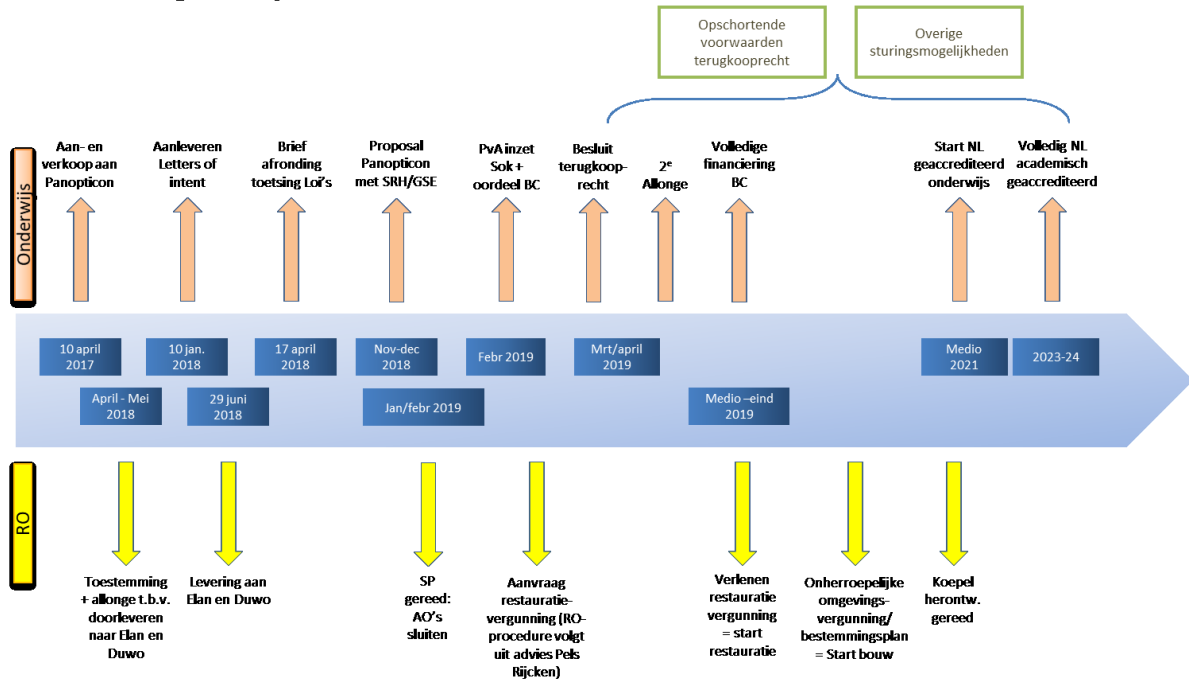 Opschortende
voorwaarden
terugkooprecht
Overige
sturingsmogelijkheden
Onderwijs
Aan- en
verkoop aan
Panopticon
Aanleveren
Letters of
intent
Brief
afronding
toetsing Loi's
Proposal
Panopticon
met SRH/GSE
PvA inzet
Sok +
oordeel BC
Besluit
terugkoop-
recht
2e
Allonge
Volledige
financiering
BC
Start NL
geaccrediteerd
onderwijs
Volledig NL
academisch
geaccrediteerd
10 april
2017
10 jan.
2018
17 april
2018
Nov-dec
2018
Febr 2019
Mrt/april
2019
Medio
2021
2023-24
April - Mei
2018
29 juni
2018
Jan/febr 2019
Medio –eind
2019
RO
Toestemming
+ allonge t.b.v.
doorleveren
naar Elan en
Duwo
Levering aan
Elan en Duwo
SP
gereed:
AO's
sluiten
Aanvraag
restauratie-
vergunning (RO-
procedure volgt
uit advies Pels
Rijcken)
Verlenen
restauratie
vergunning
= start
restauratie
Onherroepelijke
omgevings-
vergunning/
bestemmingsplan
= Start bouw
Koepel
herontw.
gereed